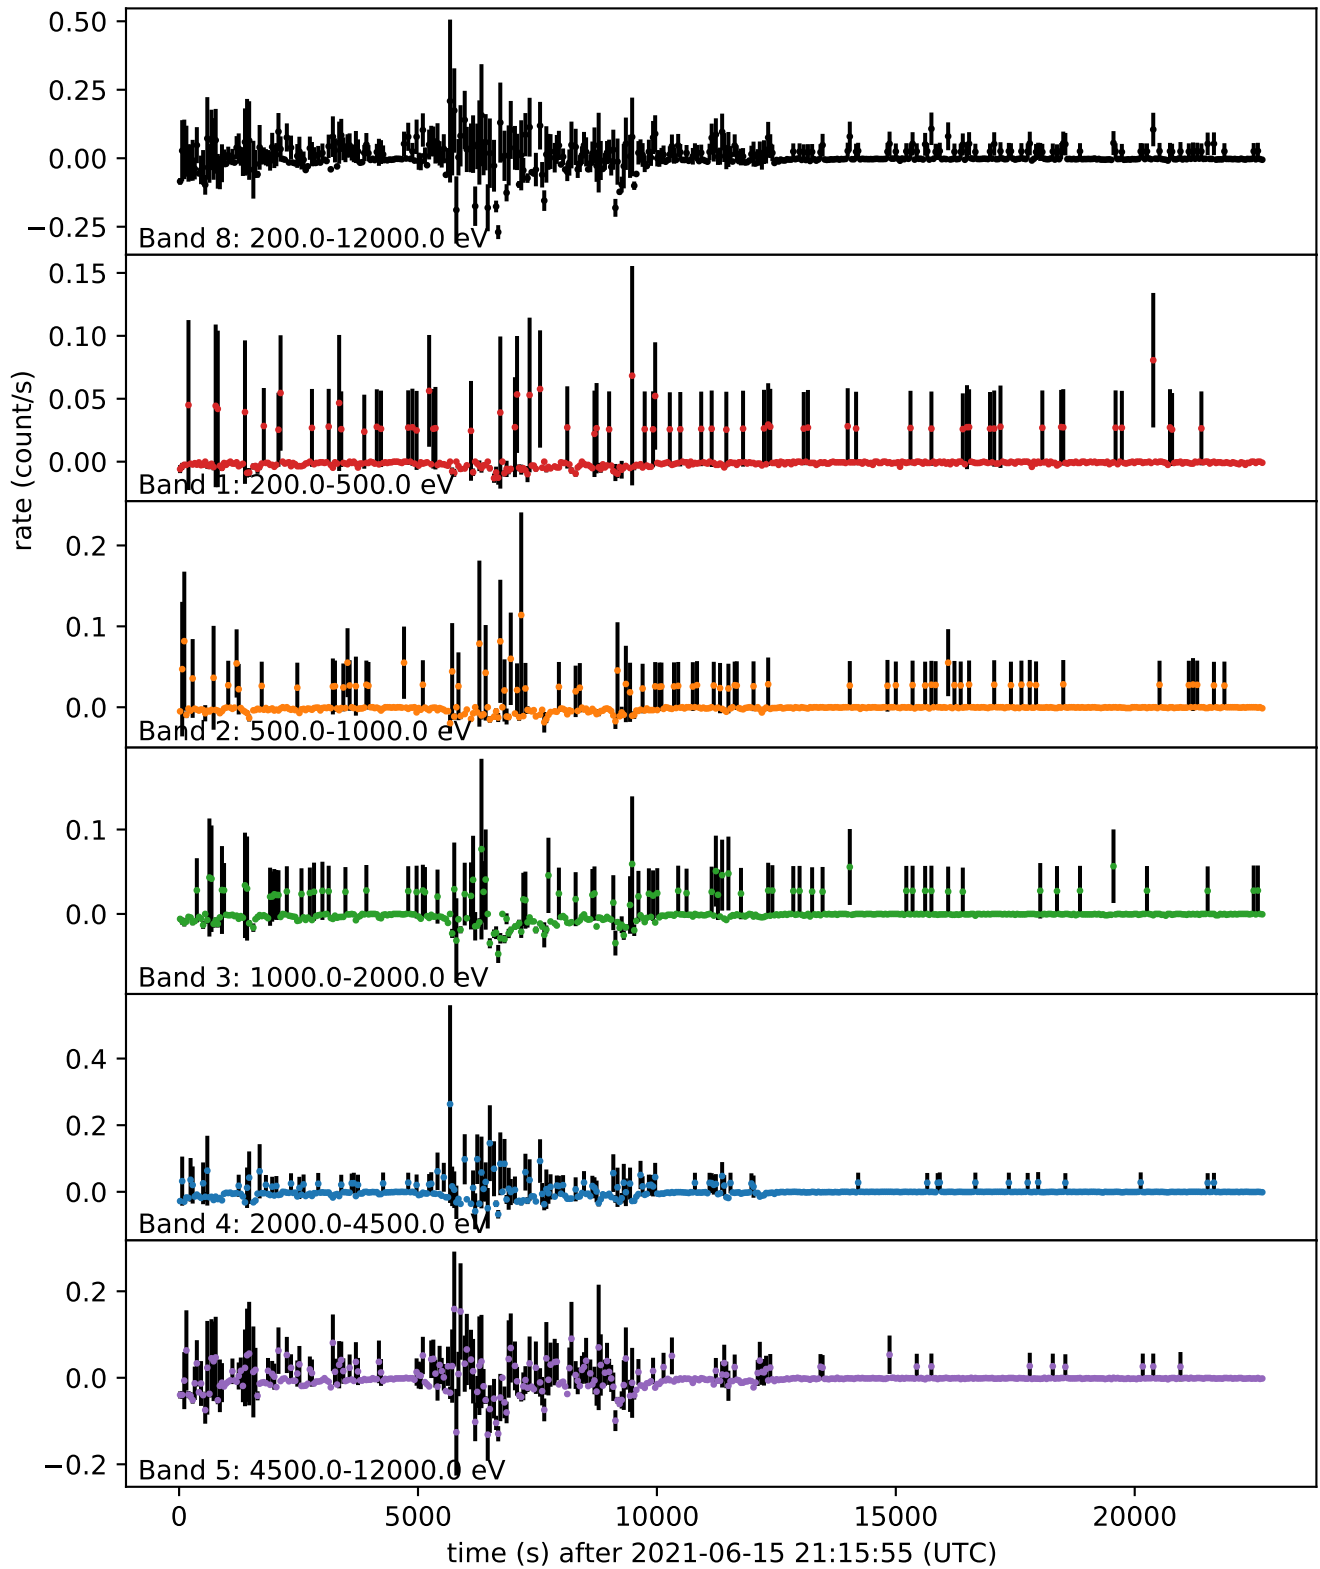 0.50
0.25
0.00
−0.25
Band 8: 200.0-12000.0 eV
0.15
0.10
0.05
0.00
Band 1: 200.0-500.0 eV
rate (count/s)
0.2
0.1
0.0
Band 2: 500.0-1000.0 eV
0.1
0.0
Band 3: 1000.0-2000.0 eV
0.4
0.2
0.0
Band 4: 2000.0-4500.0 eV
0.2
0.0
−0.2
Band 5: 4500.0-12000.0 eV
0 5000 10000 15000 20000
time (s) after 2021-06-15 21:15:55 (UTC)